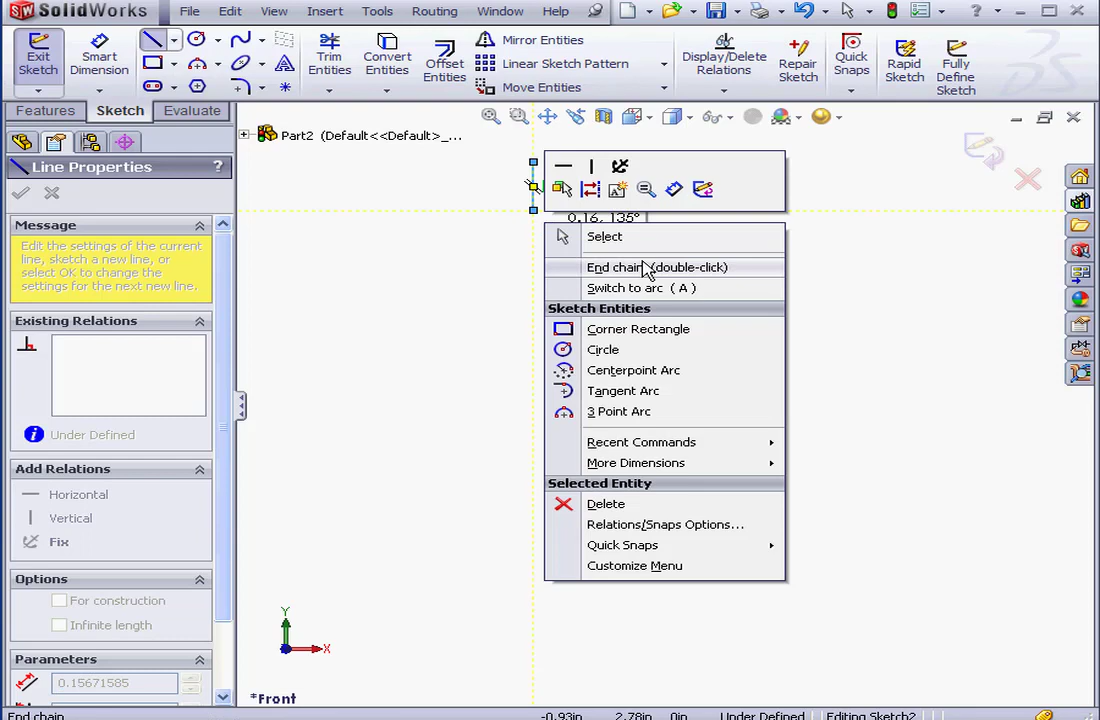 SolidWorks File Edit View Insert Tools Routing Window Help
Exit Sketch
Smart Dimension
Trim Entities
Convert Entities
Offset Entities
Mirror Entities
Linear Sketch Pattern
Move Entities
Display/Delete Relations
Repair Sketch
Quick Snaps
Rapid Sketch
Fully Define Sketch
Features Sketch Evaluate
Part2 (Default<<Default>_...
Line Properties ?
Message
Edit the settings of the current
line, sketch a new line, or
select OK to change the
settings for the next new line.
Existing Relations
Under Defined
Add Relations
Horizontal
Vertical
Fix
Options
For construction
Infinite length
Parameters
0.15671585
0.16, 135°
Select
End chain (double-click)
Switch to arc ( A )
Sketch Entities
Corner Rectangle
Circle
Centerpoint Arc
Tangent Arc
3 Point Arc
Recent Commands
More Dimensions
Selected Entity
Delete
Relations/Snaps Options...
Quick Snaps
Customize Menu
Y
X
*Front
End chain -0.93in 2.78in 0in Under Defined Editing Sketch2